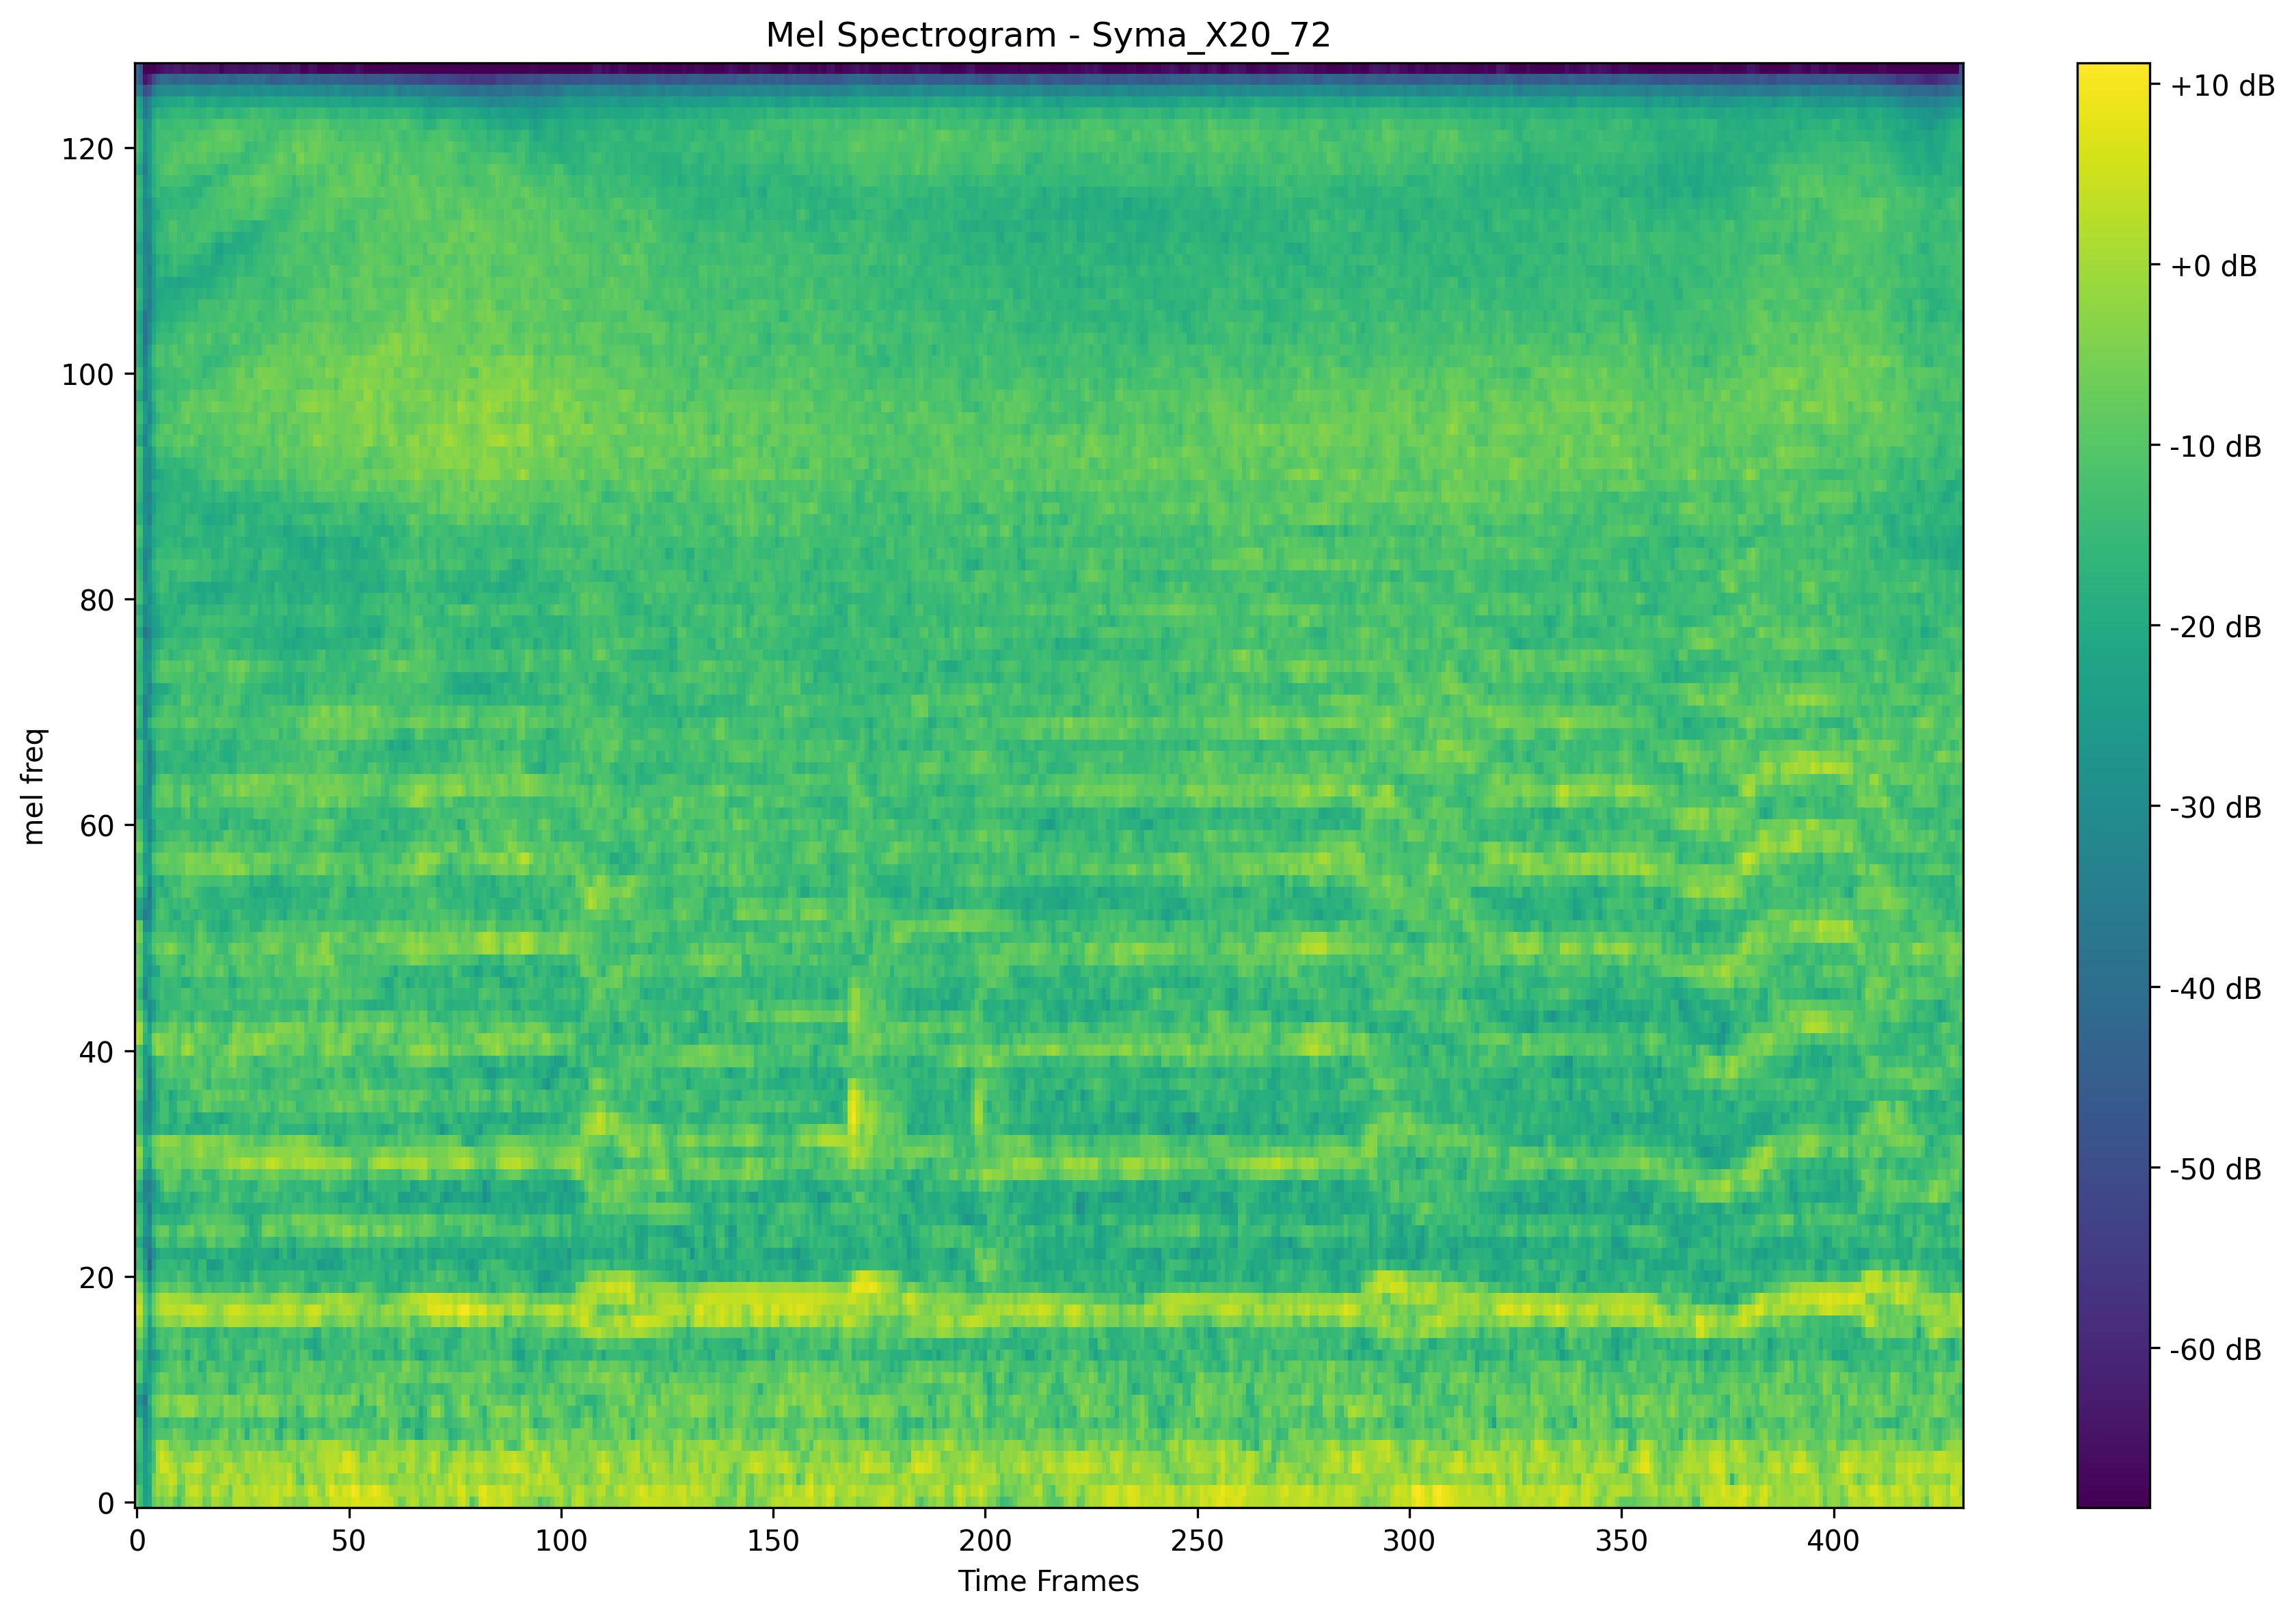 Mel Spectrogram - Syma_X20_72
mel freq
120
100
80
60
40
20
0
0 50 100 150 200 250 300 350 400
Time Frames
+10 dB
+0 dB
-10 dB
-20 dB
-30 dB
-40 dB
-50 dB
-60 dB